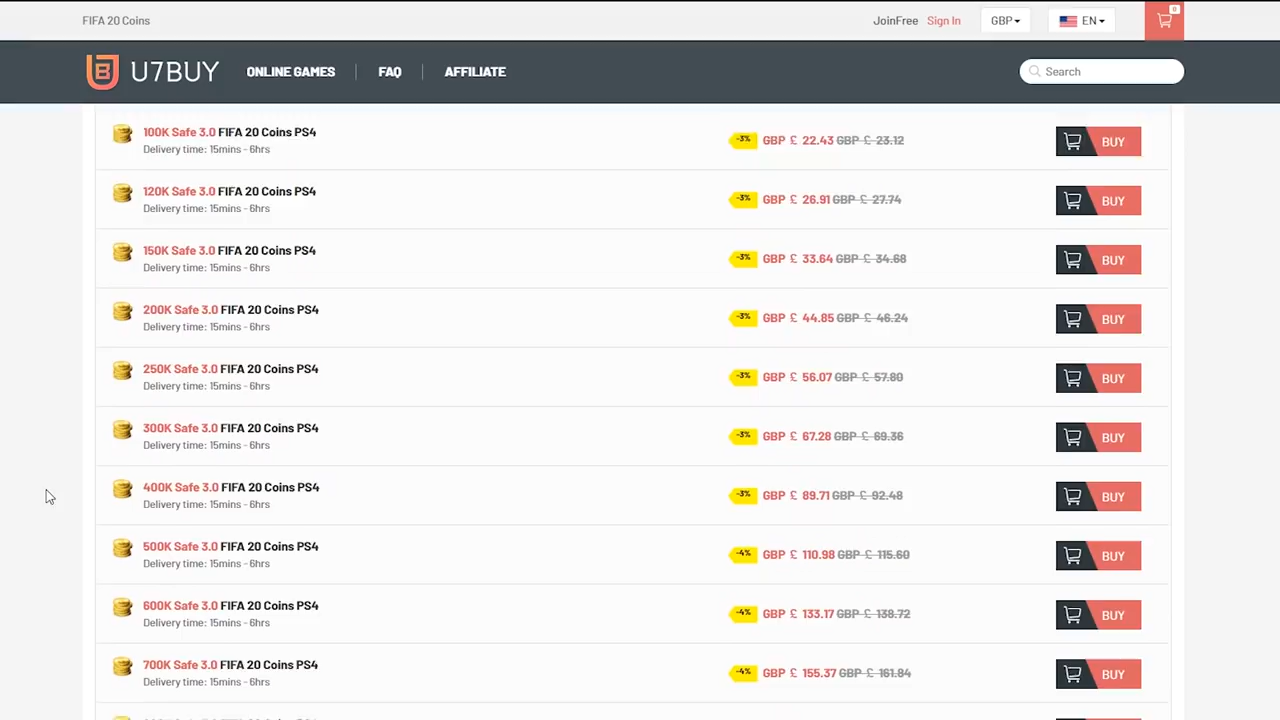 FIFA 20 Coins
JoinFree Sign In GBP EN 0
U7BUY ONLINE GAMES FAQ AFFILIATE Search
100K Safe 3.0 FIFA 20 Coins PS4
Delivery time: 15mins - 6hrs
-3% GBP £ 22.43 GBP £ 23.12 BUY
120K Safe 3.0 FIFA 20 Coins PS4
Delivery time: 15mins - 6hrs
-3% GBP £ 26.91 GBP £ 27.74 BUY
150K Safe 3.0 FIFA 20 Coins PS4
Delivery time: 15mins - 6hrs
-3% GBP £ 33.64 GBP £ 34.68 BUY
200K Safe 3.0 FIFA 20 Coins PS4
Delivery time: 15mins - 6hrs
-3% GBP £ 44.85 GBP £ 46.24 BUY
250K Safe 3.0 FIFA 20 Coins PS4
Delivery time: 15mins - 6hrs
-3% GBP £ 56.07 GBP £ 57.80 BUY
300K Safe 3.0 FIFA 20 Coins PS4
Delivery time: 15mins - 6hrs
-3% GBP £ 67.28 GBP £ 69.36 BUY
400K Safe 3.0 FIFA 20 Coins PS4
Delivery time: 15mins - 6hrs
-3% GBP £ 89.71 GBP £ 92.48 BUY
500K Safe 3.0 FIFA 20 Coins PS4
Delivery time: 15mins - 6hrs
-4% GBP £ 110.98 GBP £ 115.60 BUY
600K Safe 3.0 FIFA 20 Coins PS4
Delivery time: 15mins - 6hrs
-4% GBP £ 133.17 GBP £ 138.72 BUY
700K Safe 3.0 FIFA 20 Coins PS4
Delivery time: 15mins - 6hrs
-4% GBP £ 155.37 GBP £ 161.84 BUY